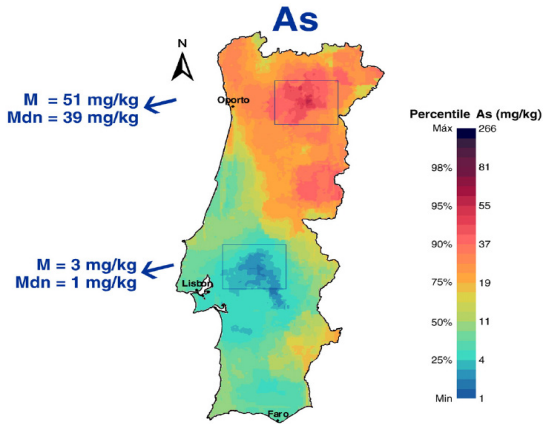 As
N
M = 51 mg/kg
Mdn = 39 mg/kg
Oporto
M = 3 mg/kg
Mdn = 1 mg/kg
Lisbon
Faro
Percentile As (mg/kg)
Máx 266
98% 81
95% 55
90% 37
75% 19
50% 11
25% 4
Min 1